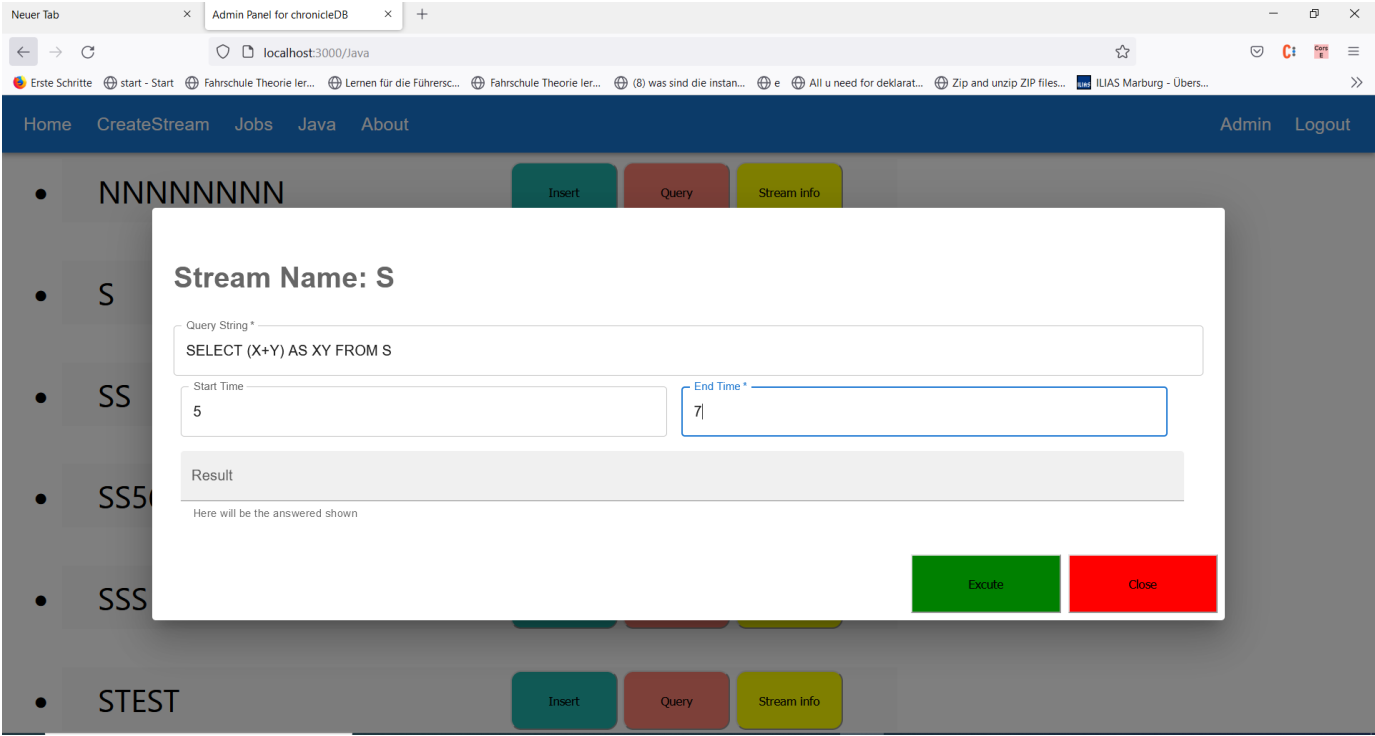 Neuer Tab Admin Panel for chronicleDB
localhost:3000/Java
Erste Schritte start - Start Fahrschule Theorie ler... Lernen für die Führersc... Fahrschule Theorie ler... (8) was sind die instan... e All u need for deklarat... Zip and unzip ZIP files... ILIAS Marburg - Übers...
Home CreateStream Jobs Java About Admin Logout
NNNNNNNN Insert Query Stream info
Stream Name: S
S
Query String *
SELECT (X+Y) AS XY FROM S
Start Time End Time *
SS
5 7
Result
SS5
Here will be the answered shown
Excute Close
SSS
STEST Insert Query Stream info